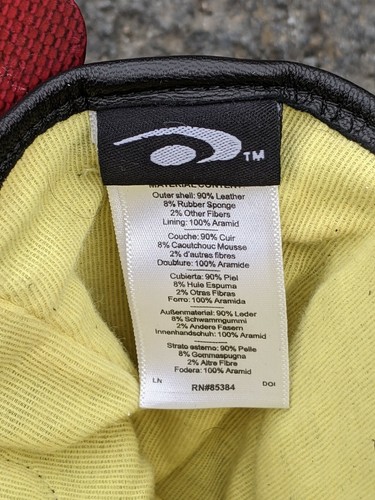 TM
MATERIAL CONTENT
Outer shell: 90% Leather
8% Rubber Sponge
2% Other Fibers
Lining: 100% Aramid
Couche: 90% Cuir
8% Caoutchouc Mousse
2% d'autres fibres
Doublure: 100% Aramide
Cubierta: 90% Piel
8% Hule Espuma
2% Otras Fibras
Forro: 100% Aramida
Außenmaterial: 90% Leder
8% Schwammgummi
2% Andere Fasern
Innenhandschuh: 100% Aramid
Strato esterno: 90% Pelle
8% Gommaspugna
2% Altre Fibre
Fodera: 100% Aramid
LN RN#85384 DOI